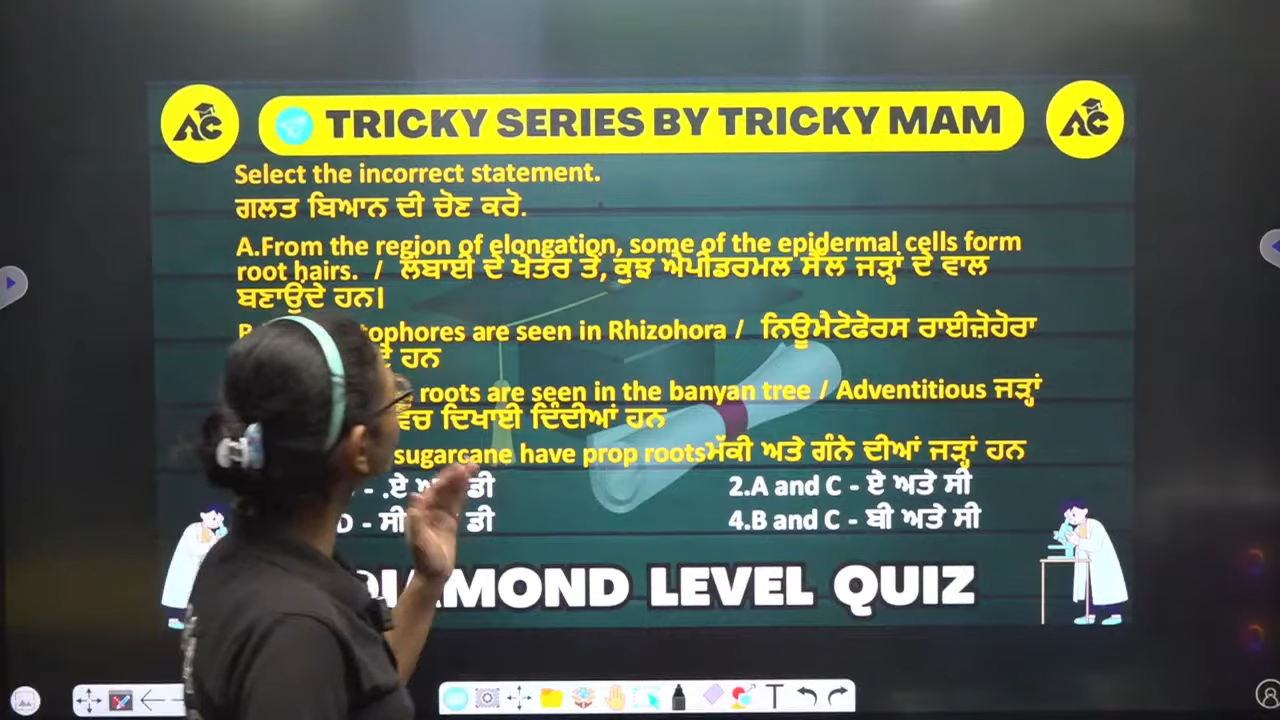 AC
TRICKY SERIES BY TRICKY MAM
AC
Select the incorrect statement.
ਗਲਤ ਬਿਆਨ ਦੀ ਚੋਣ ਕਰੋ.
A.From the region of elongation, some of the epidermal cells form
root hairs. / ਲੰਬਾਈ ਦੇ ਖੇਤਰ ਤੋਂ, ਕੁਝ ਐਪੀਡਰਮਲ ਸੈੱਲ ਜੜ੍ਹਾਂ ਦੇ ਵਾਲ
ਬਣਾਉਂਦੇ ਹਨ।
tophores are seen in Rhizohora / ਨਿਊਮੈਟੋਫੋਰਸ ਰਾਈਜ਼ੋਹੋਰਾ
ਹਨ
roots are seen in the banyan tree / Adventitious ਜੜ੍ਹਾਂ
ਵਿੱਚ ਦਿਖਾਈ ਦਿੰਦੀਆਂ ਹਨ
sugarcane have prop rootsਮੱਕੀ ਅਤੇ ਗੰਨੇ ਦੀਆਂ ਜੜ੍ਹਾਂ ਹਨ
- .ਏ ਡੀ
2.A and C - ਏ ਅਤੇ ਸੀ
D - ਸੀ ਡੀ
4.B and C - ਬੀ ਅਤੇ ਸੀ
DIAMOND LEVEL QUIZ